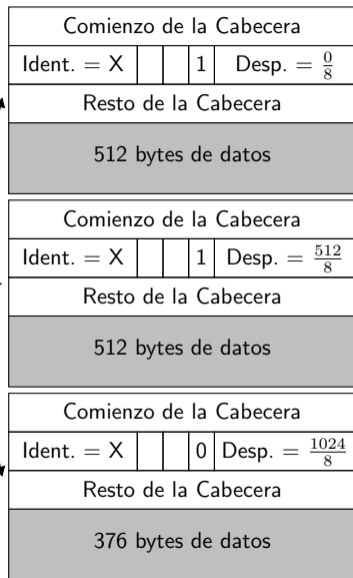 Comienzo de la Cabecera
Ident. = X 1 Desp. = 0/8
Resto de la Cabecera
512 bytes de datos
Comienzo de la Cabecera
Ident. = X 1 Desp. = 512/8
Resto de la Cabecera
512 bytes de datos
Comienzo de la Cabecera
Ident. = X 0 Desp. = 1024/8
Resto de la Cabecera
376 bytes de datos